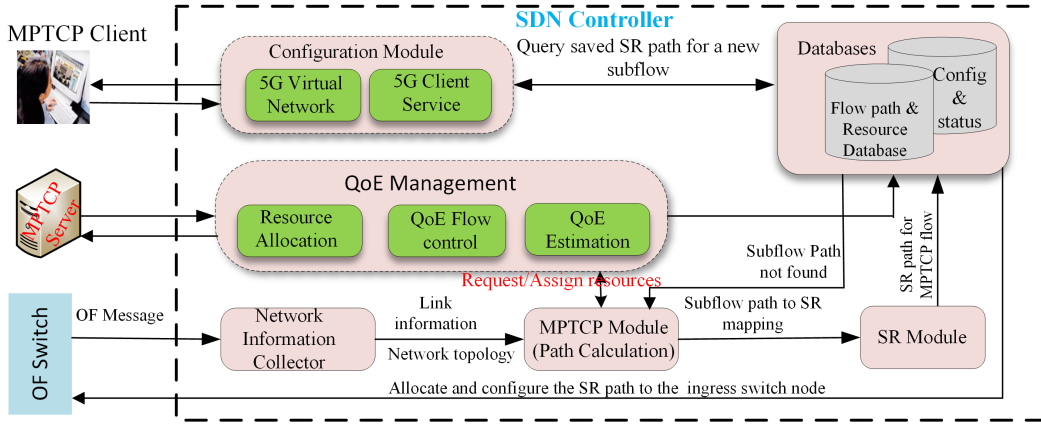 SDN Controller
MPTCP Client
Configuration Module
5G Virtual
Network
5G Client
Service
Query saved SR path for a new
subflow
Databases
Config
&
status
Flow path &
Resource
Database
MPTCP
Server
QoE Management
Resource
Allocation
QoE Flow
control
QoE
Estimation
Request/Assign resources
Subflow Path
not found
SR path for
MPTCP flow
OF Switch
OF Message
Network
Information
Collector
Link
information
Network topology
MPTCP Module
(Path Calculation)
Subflow path to SR
mapping
SR Module
Allocate and configure the SR path to the ingress switch node